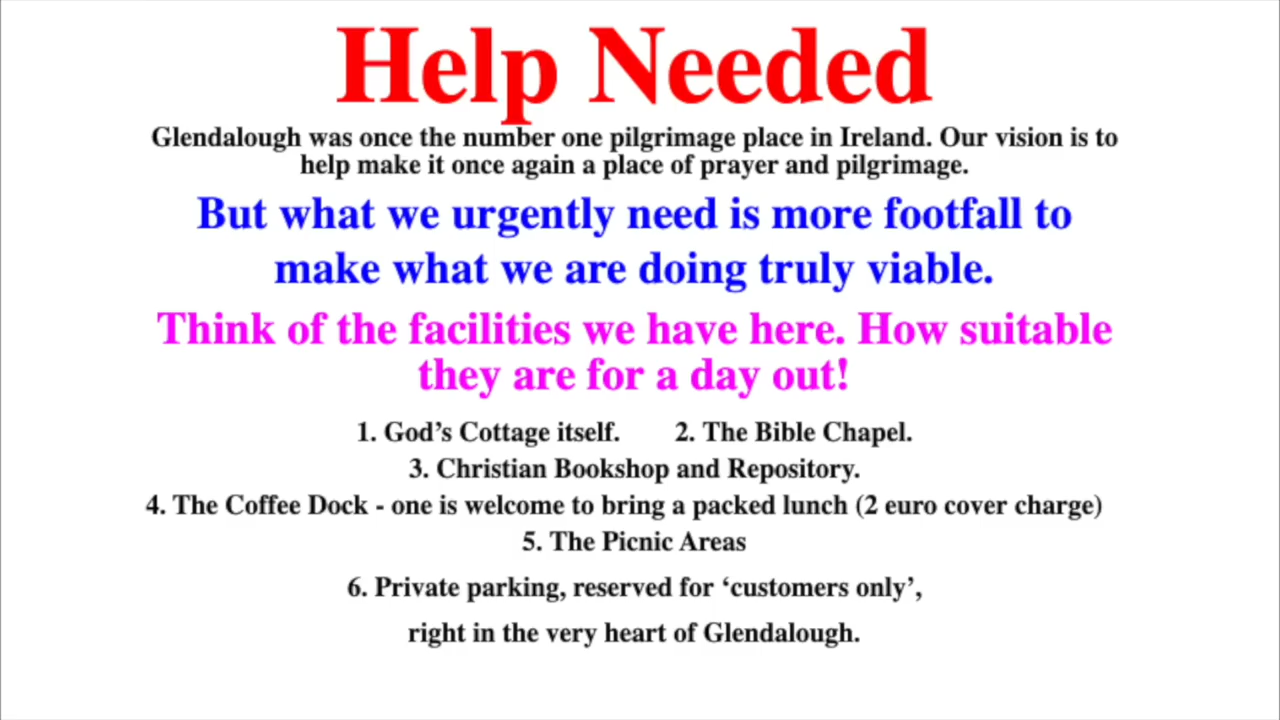 Help Needed
Glendalough was once the number one pilgrimage place in Ireland. Our vision is to
help make it once again a place of prayer and pilgrimage.
But what we urgently need is more footfall to
make what we are doing truly viable.
Think of the facilities we have here. How suitable
they are for a day out!
1. God’s Cottage itself. 2. The Bible Chapel.
3. Christian Bookshop and Repository.
4. The Coffee Dock - one is welcome to bring a packed lunch (2 euro cover charge)
5. The Picnic Areas
6. Private parking, reserved for ‘customers only’,
right in the very heart of Glendalough.